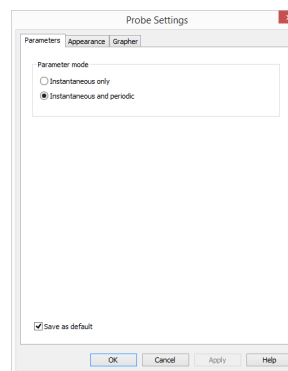 Probe Settings
Parameters Appearance Grapher
Parameter mode
Instantaneous only
Instantaneous and periodic
Save as default
OK Cancel Apply Help